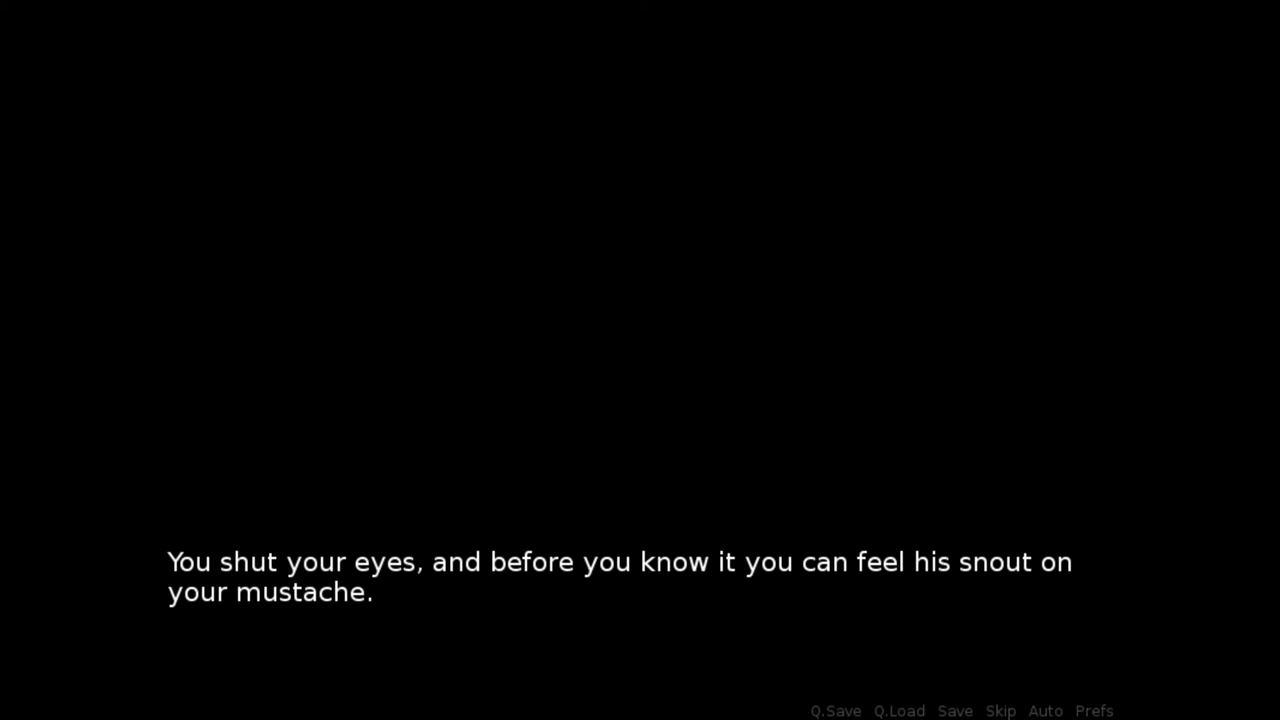 You shut your eyes, and before you know it you can feel his snout on
your mustache.
Q.Save Q.Load Save Skip Auto Prefs